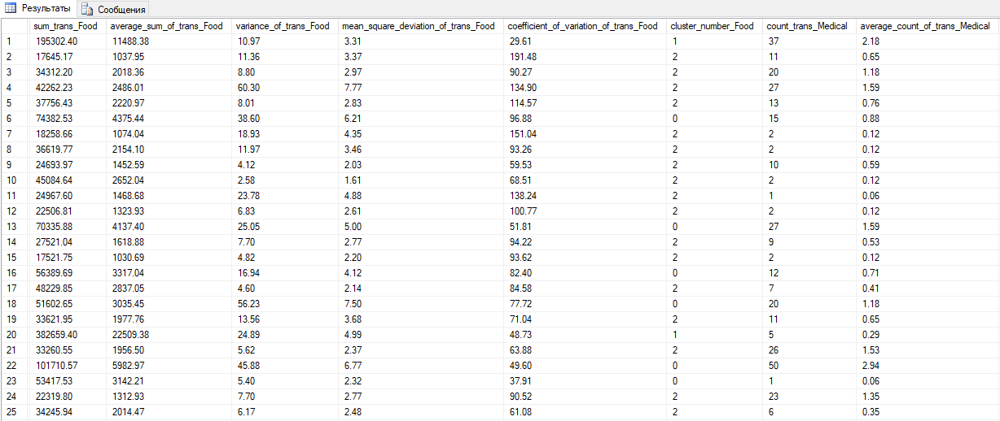 Результаты Сообщения
sum_trans_Food average_sum_of_trans_Food variance_of_trans_Food mean_square_deviation_of_trans_Food coefficient_of_variation_of_trans_Food cluster_number_Food count_trans_Medical average_count_of_trans_Medical
1 195302.40 11488.38 10.97 3.31 29.61 1 37 2.18
2 17645.17 1037.95 11.36 3.37 191.48 2 11 0.65
3 34312.20 2018.36 8.80 2.97 90.27 2 20 1.18
4 42262.23 2486.01 60.30 7.77 134.90 2 27 1.59
5 37756.43 2220.97 8.01 2.83 114.57 2 13 0.76
6 74382.53 4375.44 38.60 6.21 96.88 0 15 0.88
7 18258.66 1074.04 18.93 4.35 151.04 2 2 0.12
8 36619.77 2154.10 11.97 3.46 93.26 2 2 0.12
9 24693.97 1452.59 4.12 2.03 59.53 2 10 0.59
10 45084.64 2652.04 2.58 1.61 68.51 2 2 0.12
11 24967.60 1468.68 23.78 4.88 138.24 2 1 0.06
12 22506.81 1323.93 6.83 2.61 100.77 2 2 0.12
13 70335.88 4137.40 25.05 5.00 51.81 0 27 1.59
14 27521.04 1618.88 7.70 2.77 94.22 2 9 0.53
15 17521.75 1030.69 4.82 2.20 93.62 2 2 0.12
16 56389.69 3317.04 16.94 4.12 82.40 0 12 0.71
17 48229.85 2837.05 4.60 2.14 84.58 2 7 0.41
18 51602.65 3035.45 56.23 7.50 77.72 0 20 1.18
19 33621.95 1977.76 13.56 3.68 71.04 2 11 0.65
20 382659.40 22509.38 24.89 4.99 48.73 1 5 0.29
21 33260.55 1956.50 5.62 2.37 63.88 2 26 1.53
22 101710.57 5982.97 45.88 6.77 49.60 0 50 2.94
23 53417.53 3142.21 5.40 2.32 37.91 0 1 0.06
24 22319.80 1312.93 7.70 2.77 90.52 2 23 1.35
25 34245.94 2014.47 6.17 2.48 61.08 2 6 0.35